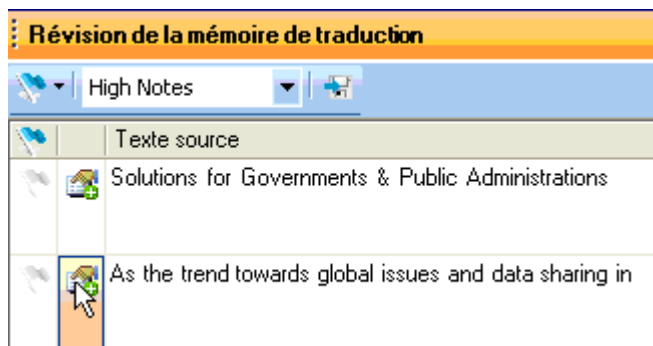 Révision de la mémoire de traduction
High Notes
Texte source
Solutions for Governments & Public Administrations
As the trend towards global issues and data sharing in